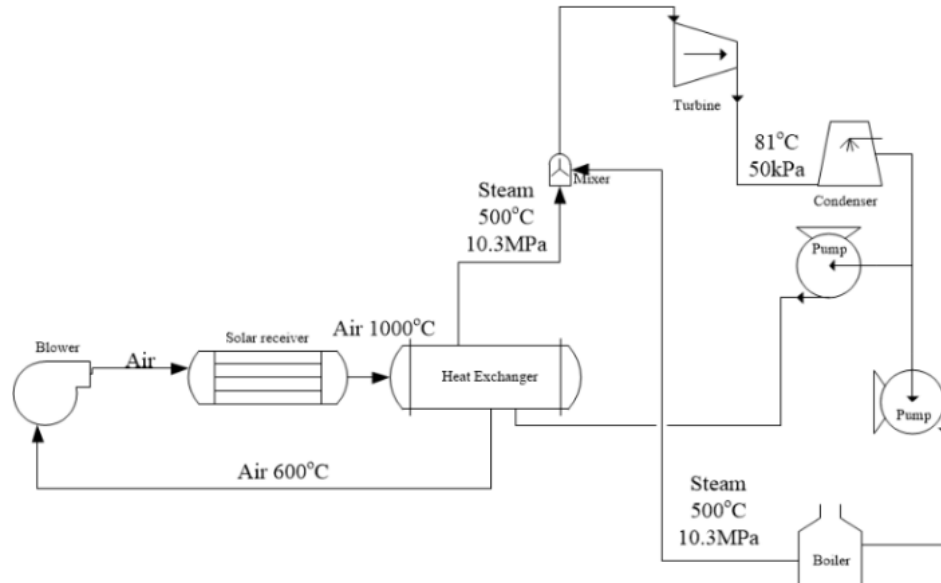 Turbine
81°C
50kPa
Condenser
Mixer
Steam
500°C
10.3MPa
Pump
Solar receiver
Air 1000°C
Blower
Air
Heat Exchanger
Pump
Air 600°C
Steam
500°C
10.3MPa
Boiler